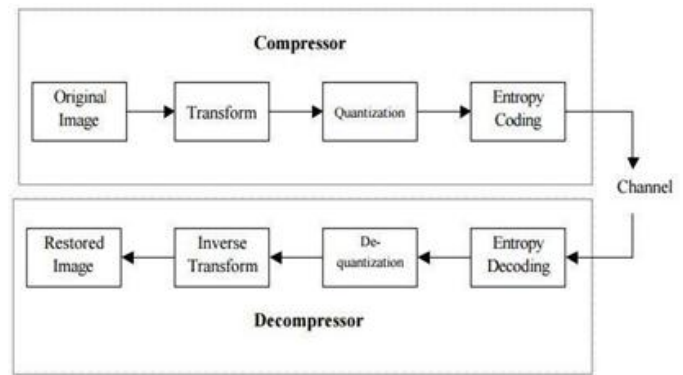 Compressor
Original
Image
Transform
Quantization
Entropy
Coding
Channel
Restored
Image
Inverse
Transform
De-
quantization
Entropy
Decoding
Decompressor